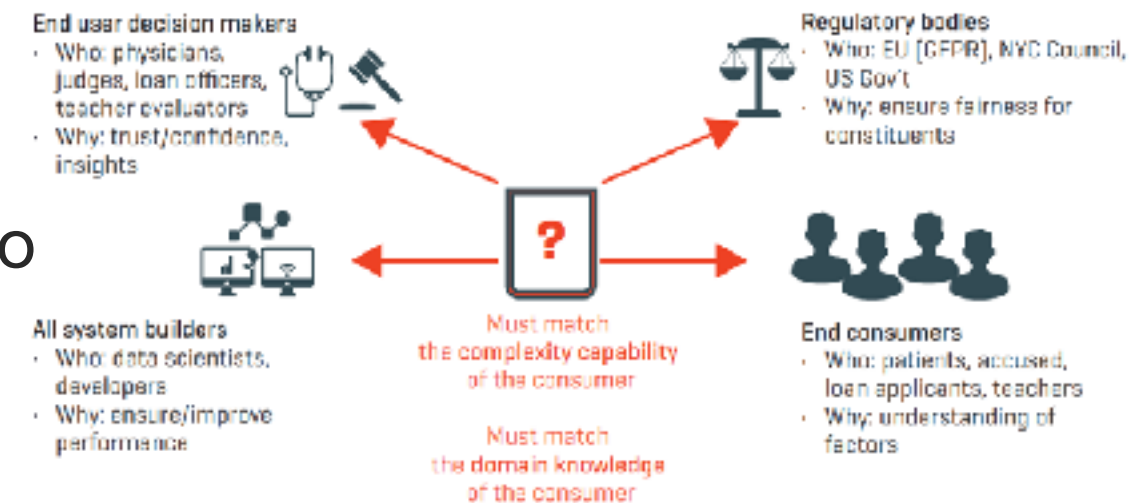 End user decision makers
· Who: physicians,
judges, loan officers,
teacher evaluators
· Why: trust/confidence,
insights
Regulatory bodies
· Who: EU (GFPR), NYC Council,
US Gov't
· Why: ensure fairness for
constituents
o
?
All system builders
· Who: data scientists,
developers
· Why: ensure/improve
performance
Must match
the complexity capability
of the consumer
Must match
the domain knowledge
of the consumer
End consumers
· Who: patients, accused,
loan applicants, teachers
· Why: understanding of
factors